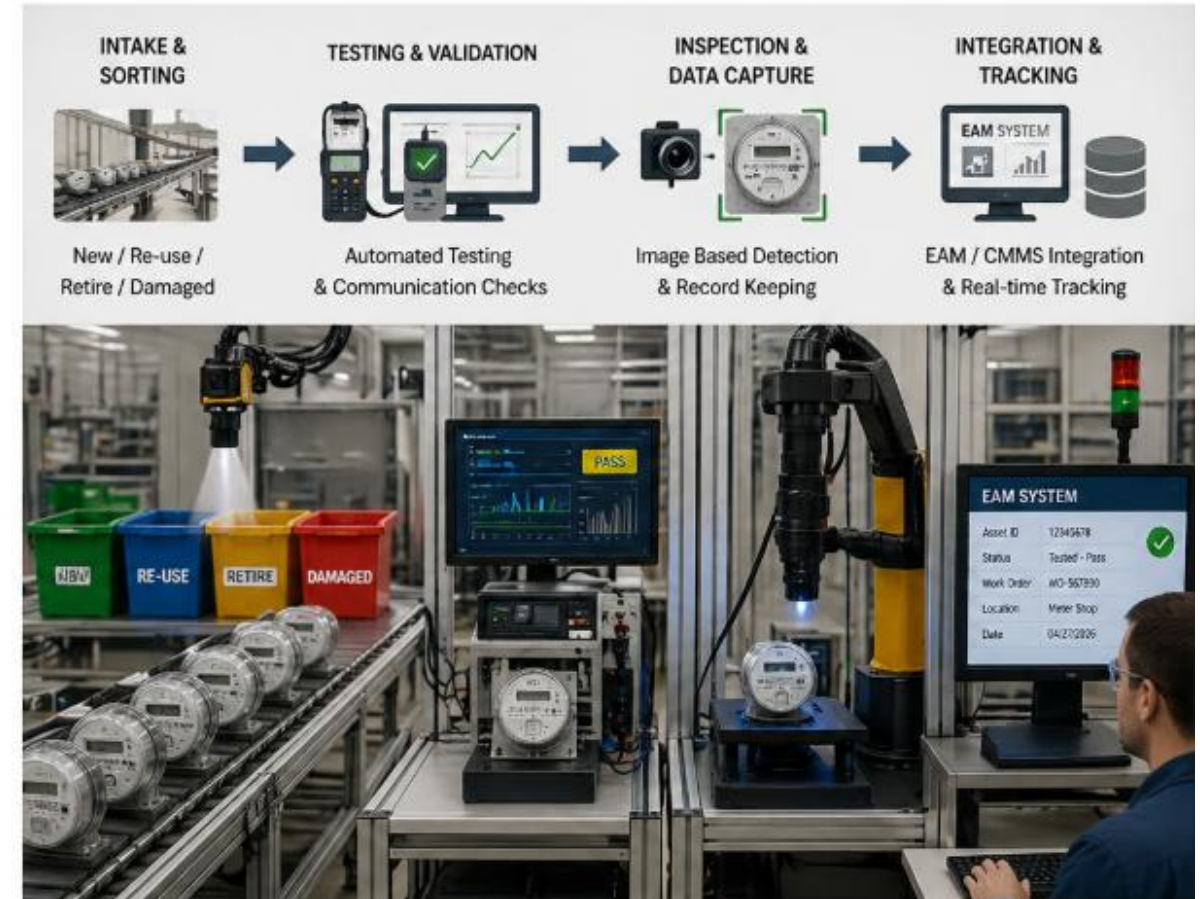 INTAKE &
SORTING
TESTING & VALIDATION
INSPECTION &
DATA CAPTURE
INTEGRATION &
TRACKING
EAM SYSTEM
New / Re-use /
Retire / Damaged
Automated Testing
& Communication Checks
Image Based Detection
& Record Keeping
EAM / CMMS Integration
& Real-time Tracking
PASS
RE-USE
RETIRE
DAMAGED
EAM SYSTEM
Asset ID 12345678
Status Tested - Pass
Work Order WO-567890
Location Meter Shop
Date 04/27/2026